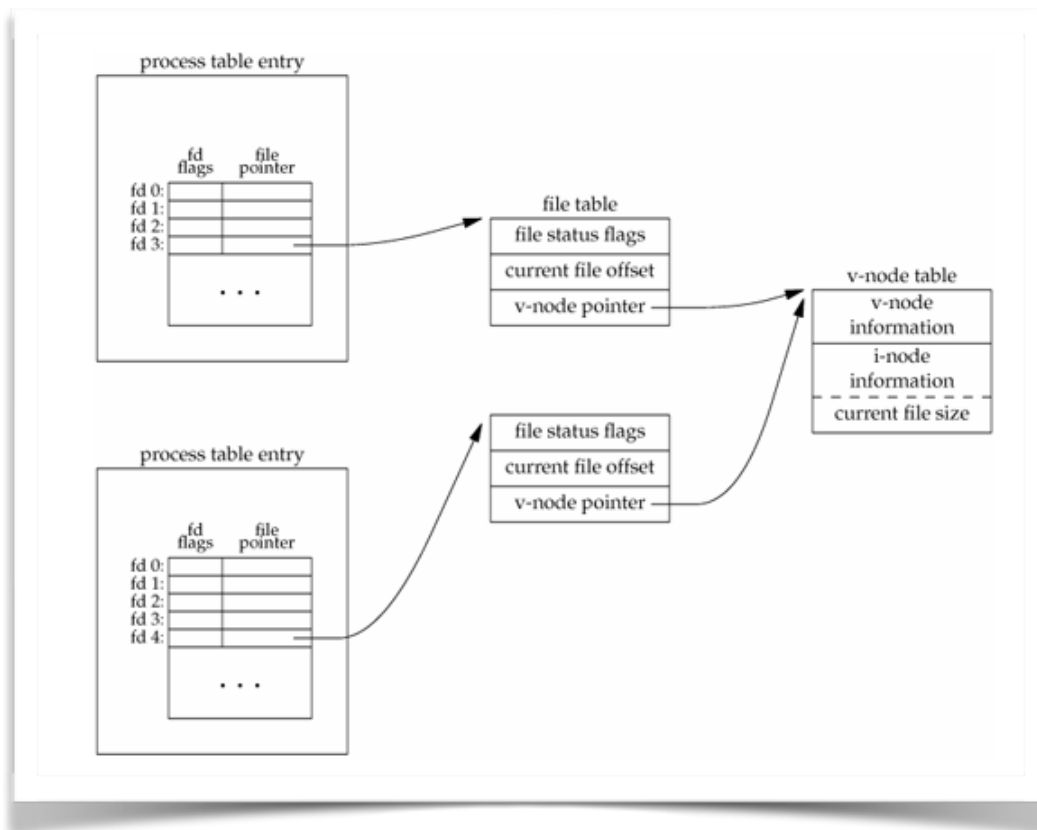 process table entry
fd file
flags pointer
fd 0:
fd 1:
fd 2:
fd 3:
. . .
file table
file status flags
current file offset
v-node pointer
v-node table
v-node
information
i-node
information
current file size
file status flags
current file offset
v-node pointer
process table entry
fd file
flags pointer
fd 0:
fd 1:
fd 2:
fd 3:
fd 4:
. . .